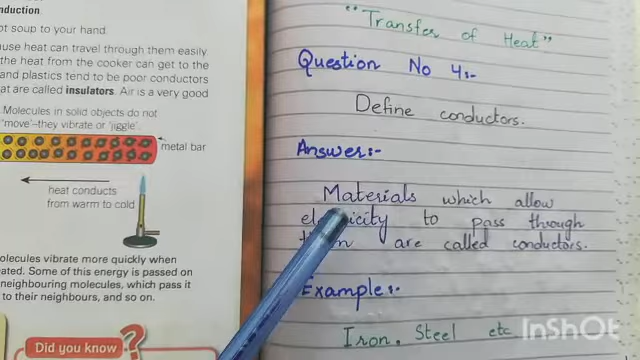 nduction
ot soup to your hand.
use heat can travel through them easily
the heat from the cooker can get to the
and plastics tend to be poor conductors
at are called insulators. Air is a very good
Molecules in solid objects do not
'move'–they vibrate or 'jiggle'.
metal bar
heat conducts
from warm to cold
olecules vibrate more quickly when
ated. Some of this energy is passed on
neighbouring molecules, which pass it
to their neighbours, and so on.
Did you know
?
"Transfer of Heat"
Question No 4:-
Define conductors.
Answer:-
Materials which allow
electricity to pass through
are called conductors.
Example:-
Iron, Steel etc
InShOt